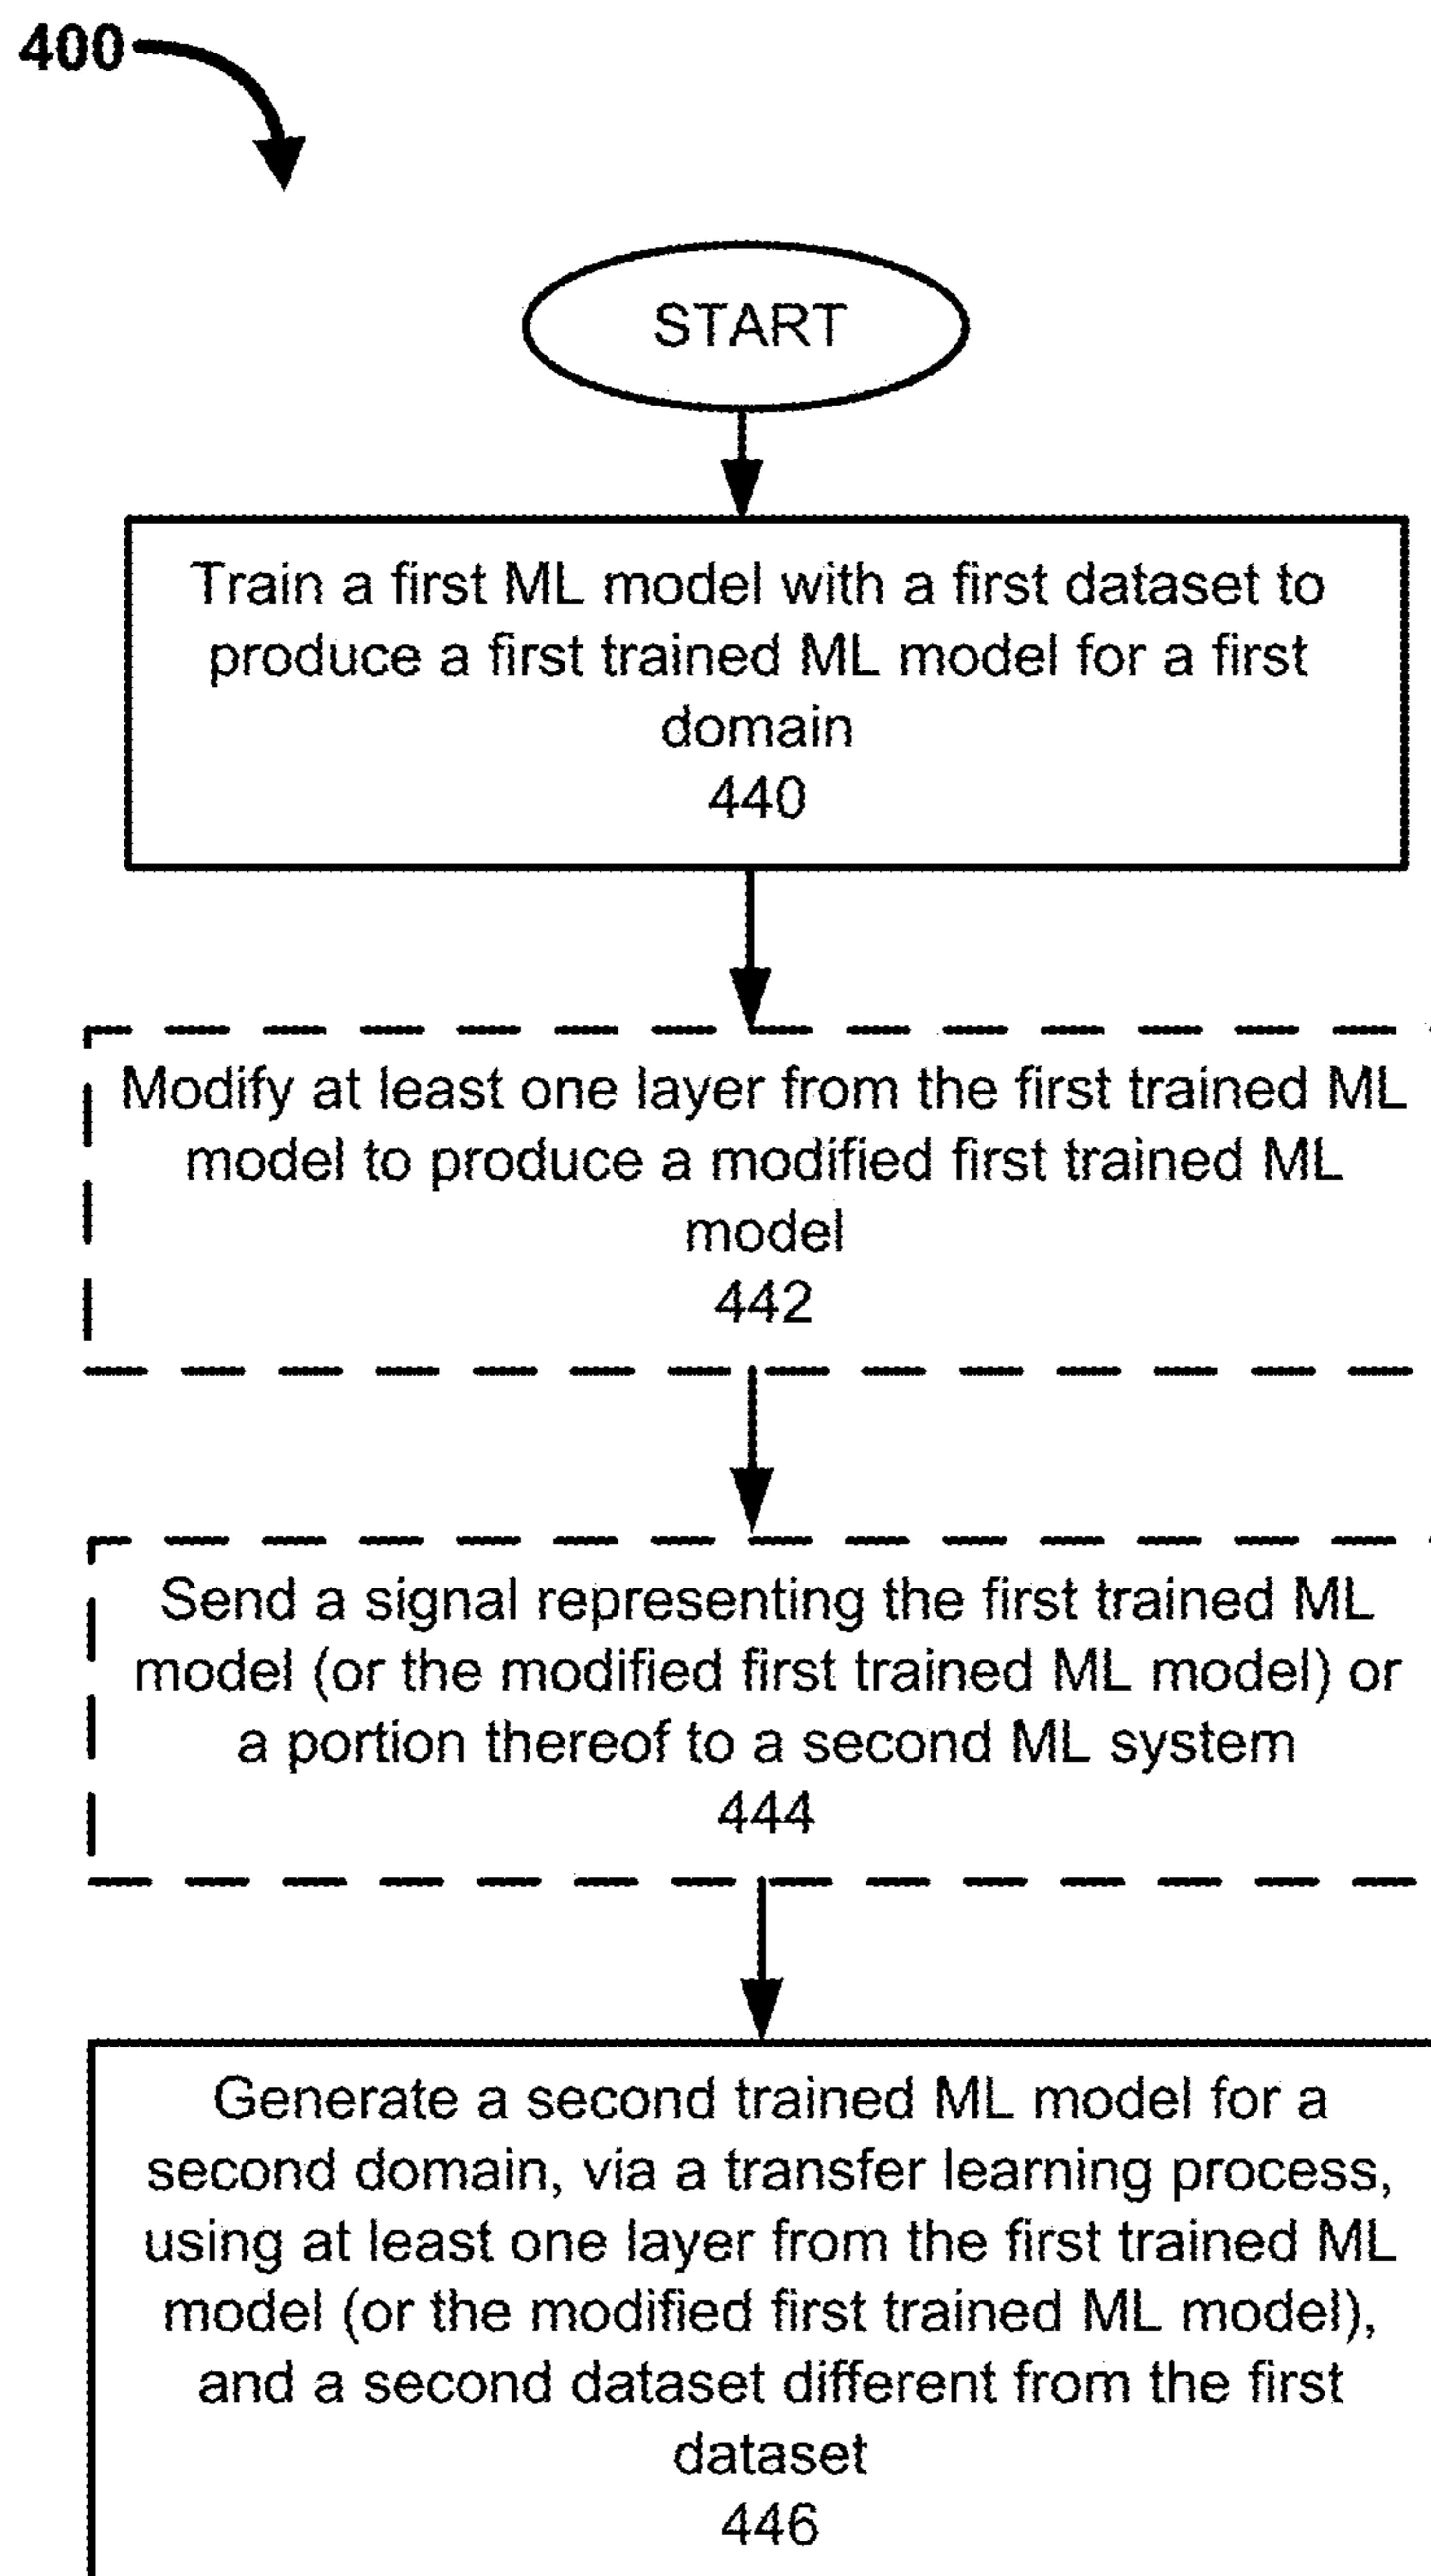 400
START
Train a first ML model with a first dataset to
produce a first trained ML model for a first
domain
440
Modify at least one layer from the first trained ML
model to produce a modified first trained ML
model
442
Send a signal representing the first trained ML
model (or the modified first trained ML model) or
a portion thereof to a second ML system
444
Generate a second trained ML model for a
second domain, via a transfer learning process,
using at least one layer from the first trained ML
model (or the modified first trained ML model),
and a second dataset different from the first
dataset
446